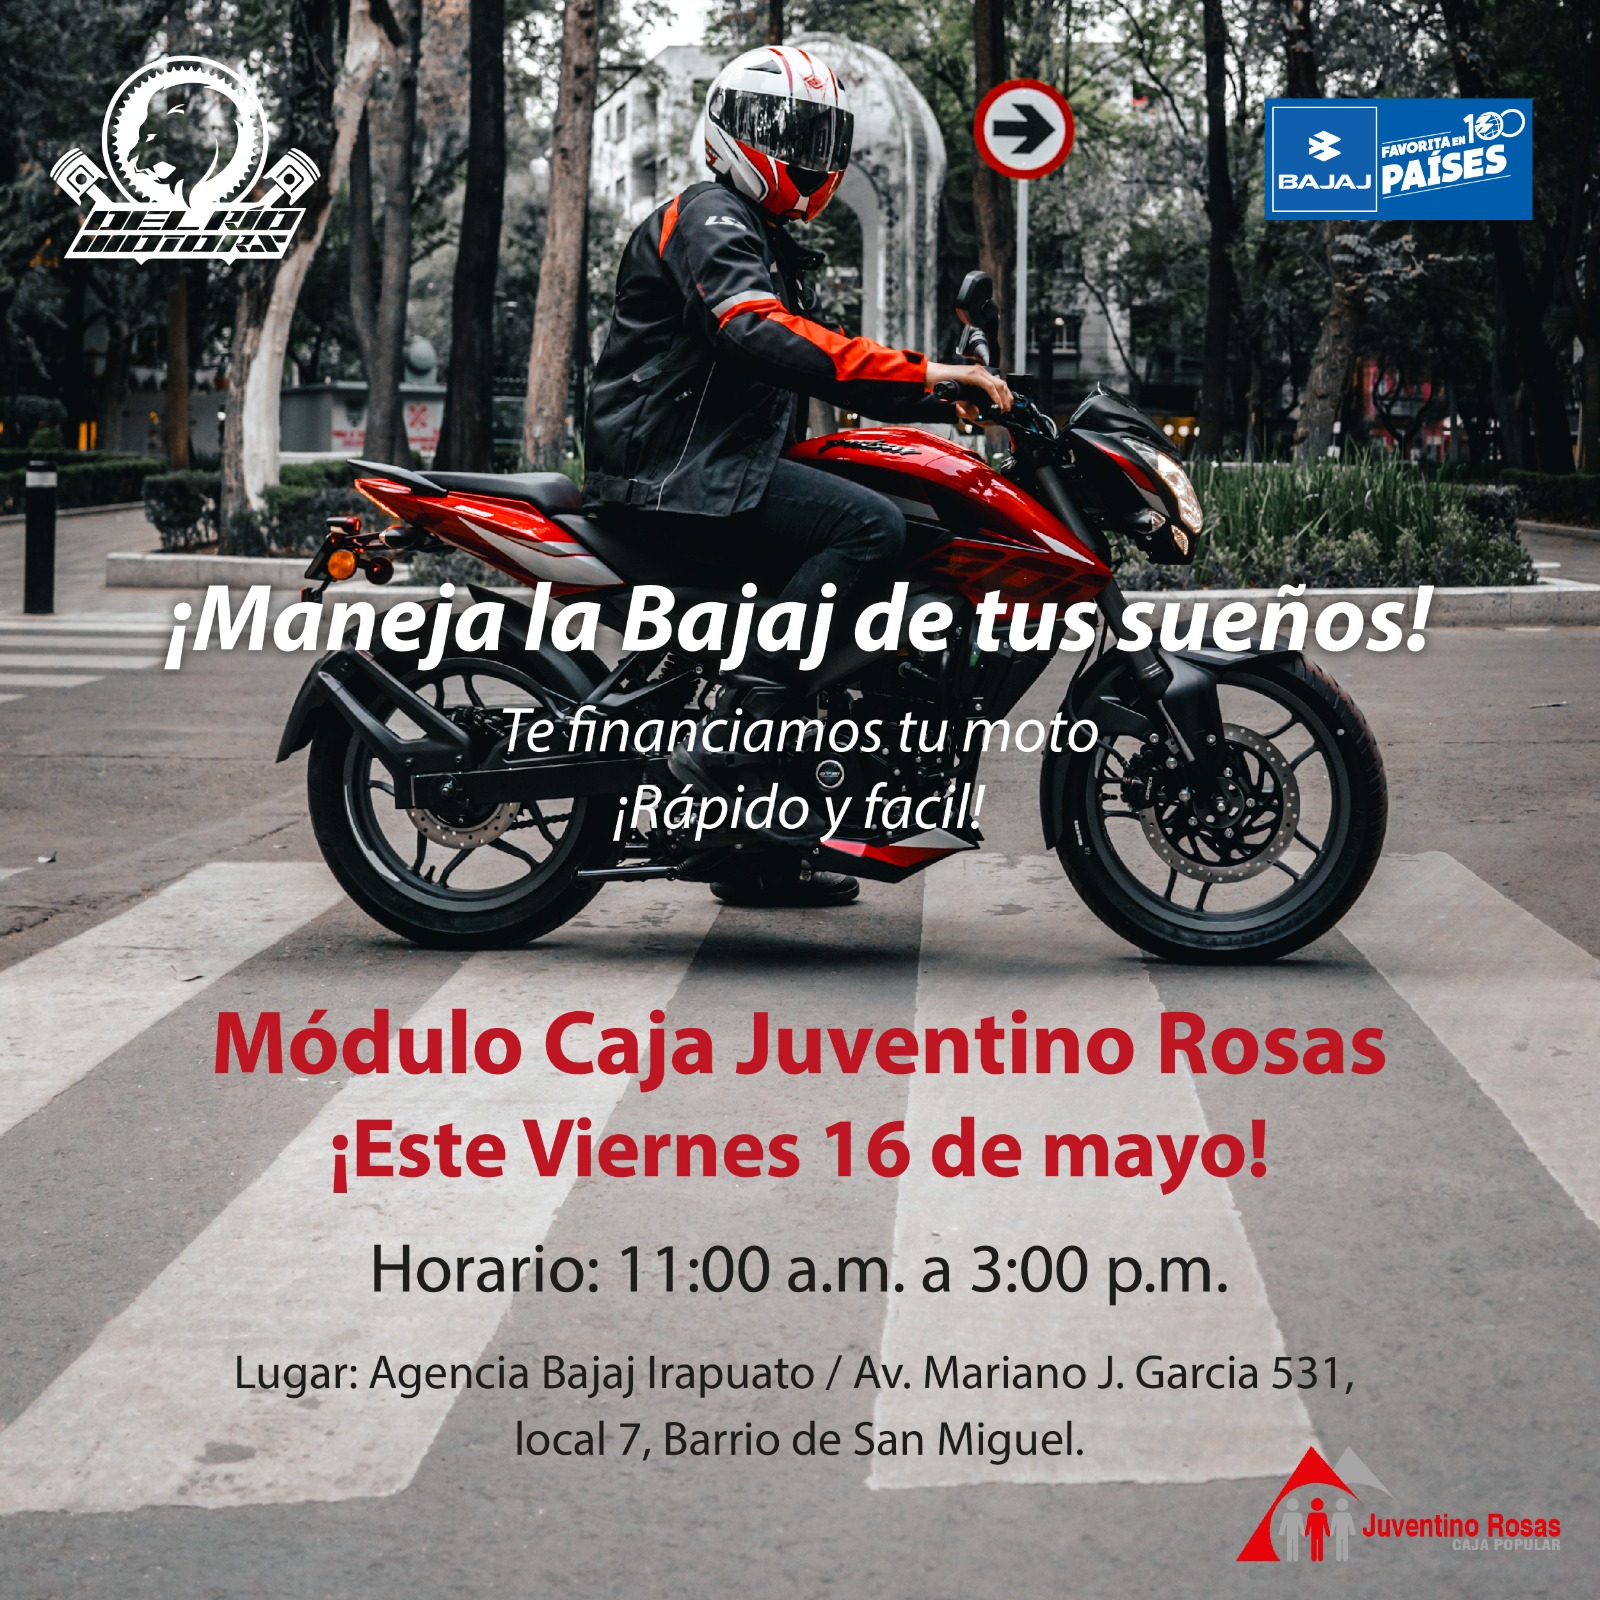 DEL RÍO
MOTORS
BAJAJ
FAVORITA EN 100
PAÍSES
LS2
Pulsar
¡Maneja la Bajaj de tus sueños!
Te financiamos tu moto
¡Rápido y facil!
Módulo Caja Juventino Rosas
¡Este Viernes 16 de mayo!
Horario: 11:00 a.m. a 3:00 p.m.
Lugar: Agencia Bajaj Irapuato / Av. Mariano J. Garcia 531,
local 7, Barrio de San Miguel.
Juventino Rosas
CAJA POPULAR